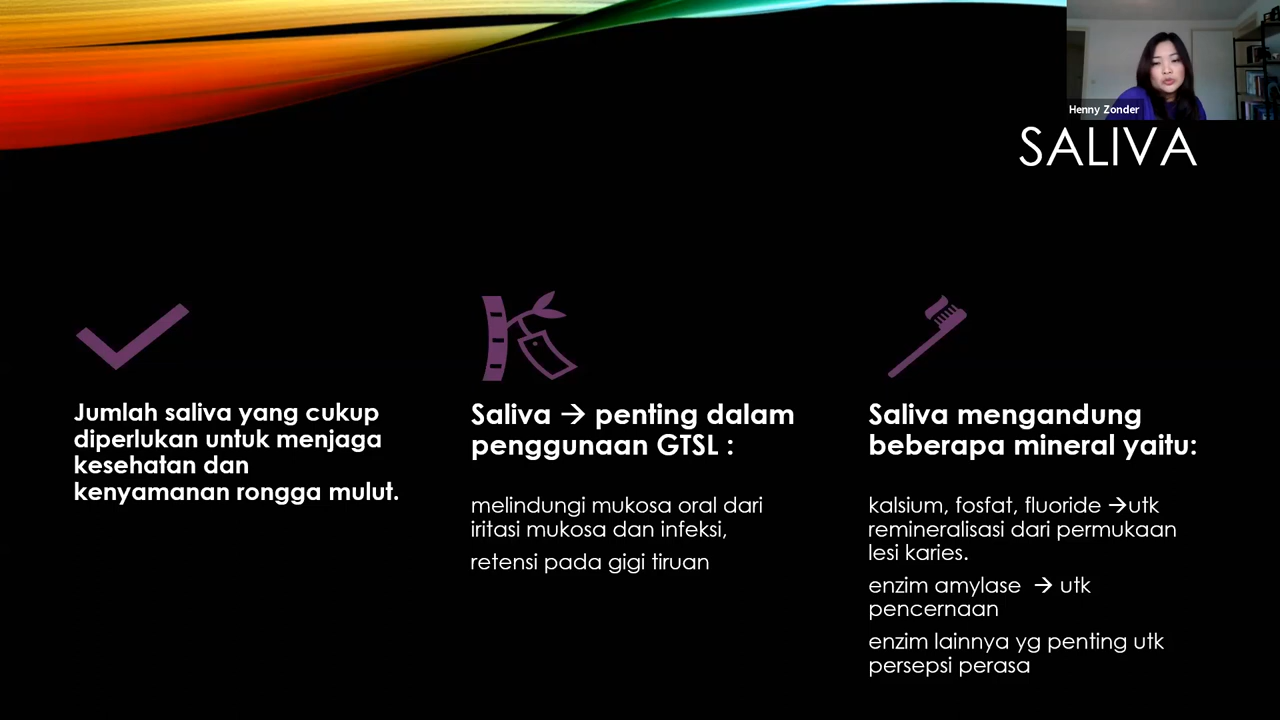 Henny Zonder
SALIVA
Jumlah saliva yang cukup
diperlukan untuk menjaga
kesehatan dan
kenyamanan rongga mulut.
Saliva → penting dalam
penggunaan GTSL :
melindungi mukosa oral dari
iritasi mukosa dan infeksi,
retensi pada gigi tiruan
Saliva mengandung
beberapa mineral yaitu:
kalsium, fosfat, fluoride →utk
remineralisasi dari permukaan
lesi karies.
enzim amylase → utk
pencernaan
enzim lainnya yg penting utk
persepsi perasa